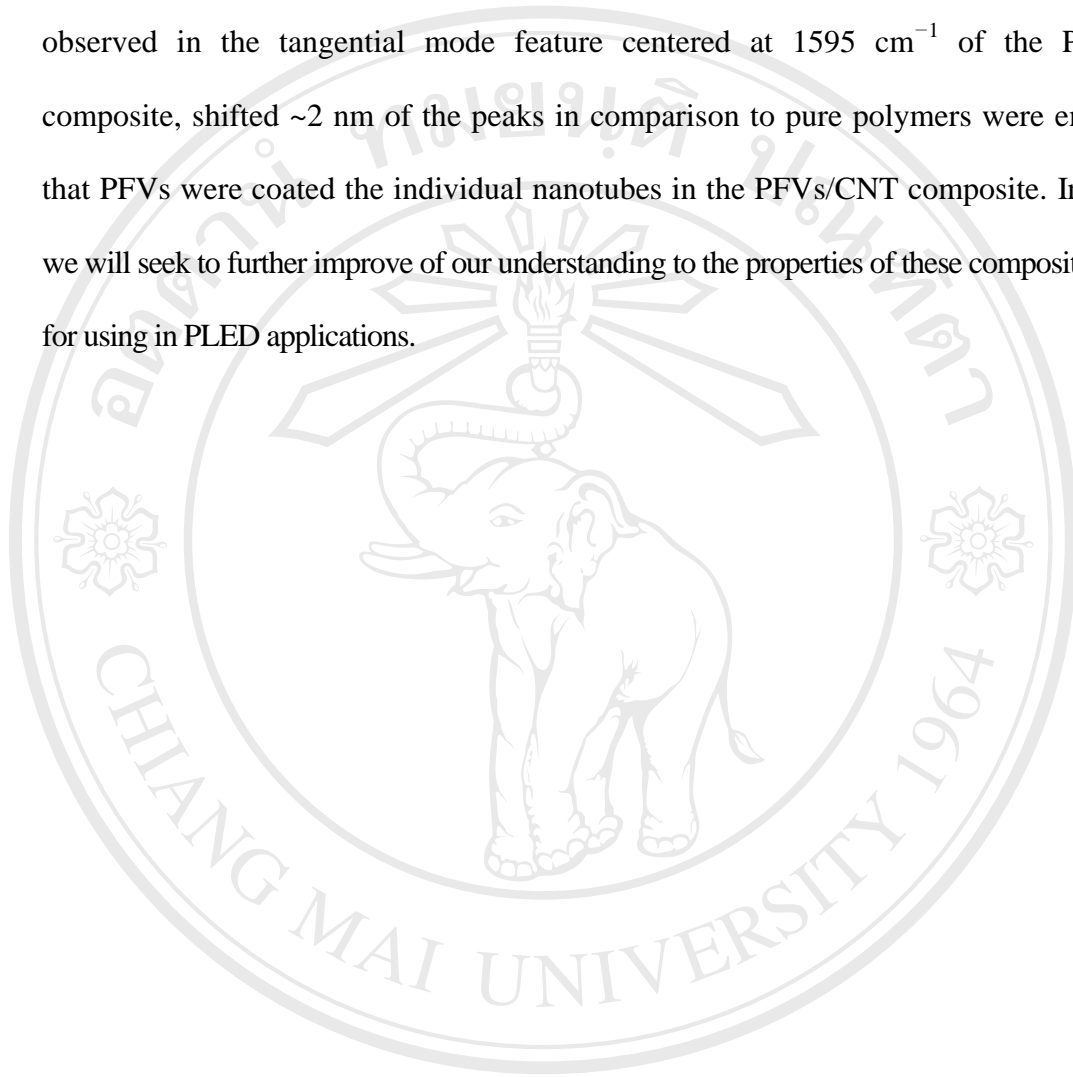 observed in the tangential mode feature centered at 1595 cm⁻¹ of the
composite, shifted ~2 nm of the peaks in comparison to pure polymers were
that PFVs were coated the individual nanotubes in the PFVs/CNT composite.
we will seek to further improve of our understanding to the properties of these
for using in PLED applications.
CHIANG MAI UNIVERSITY 1964